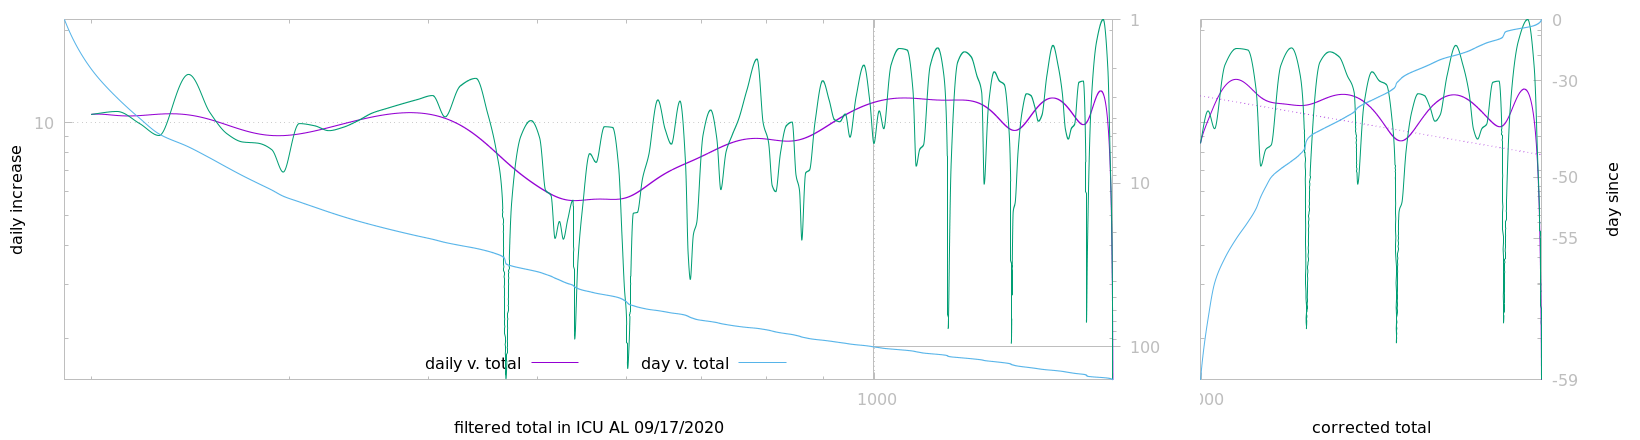 1
0
-30
10
10
-50
-55
daily increase
day since
daily v. total
day v. total
100
-59
1000
000
filtered total in ICU AL 09/17/2020
corrected total